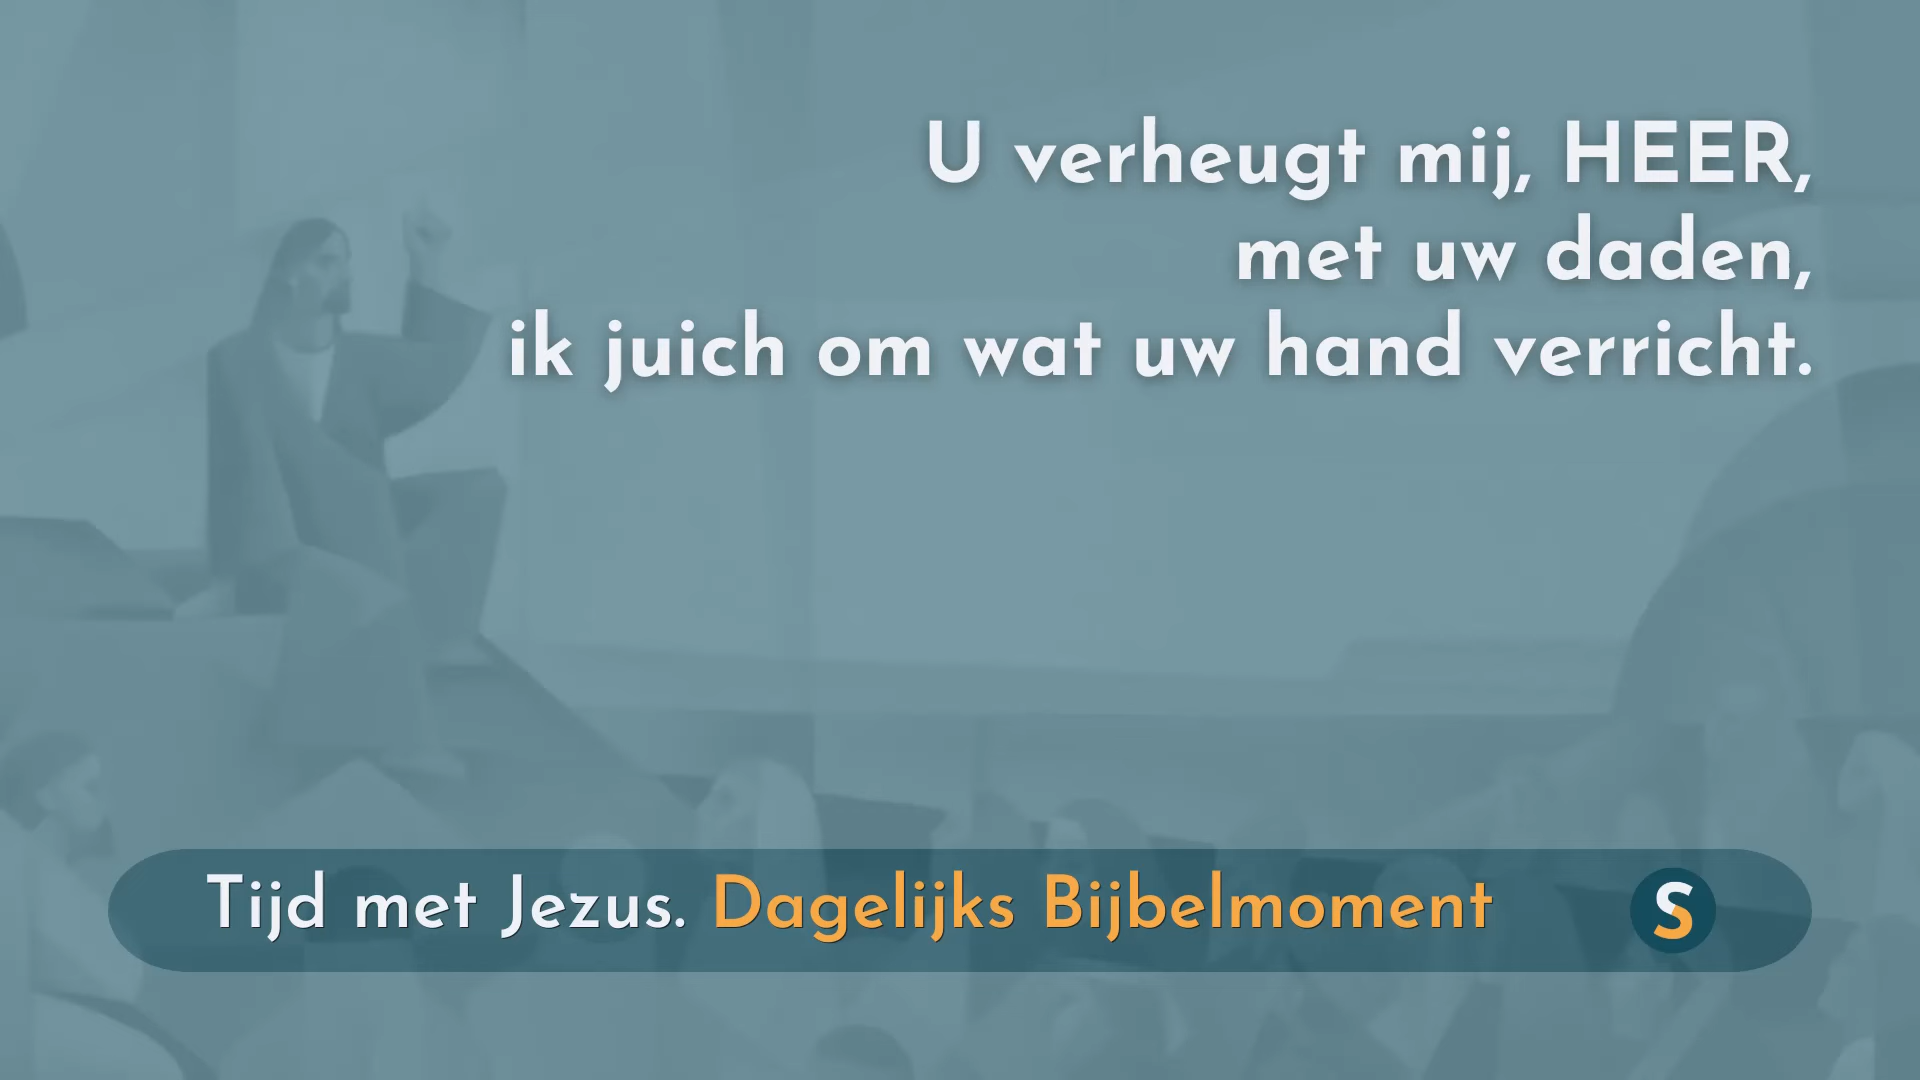 U verheugt mij, HEER,
met uw daden,
ik juich om wat uw hand verricht.
Tijd met Jezus. Dagelijks Bijbelmoment
S